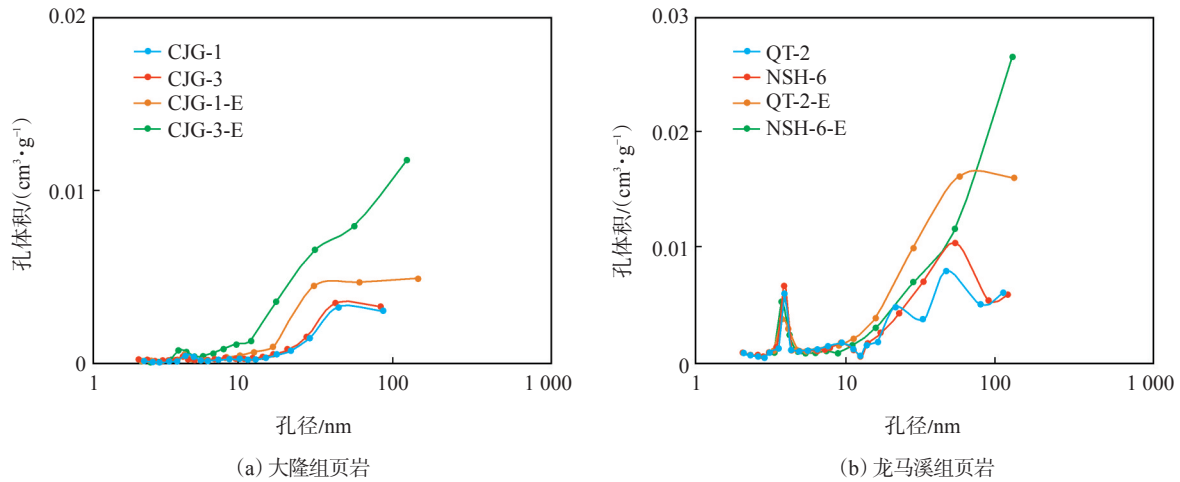 0.02
CJG-1
CJG-3
CJG-1-E
CJG-3-E
0.01
0
孔体积/(cm³·g⁻¹)
1
10
100
1 000
孔径/nm
(a) 大隆组页岩
0.03
QT-2
NSH-6
QT-2-E
NSH-6-E
0.02
0.01
0
孔体积/(cm³·g⁻¹)
1
10
100
1 000
孔径/nm
(b) 龙马溪组页岩